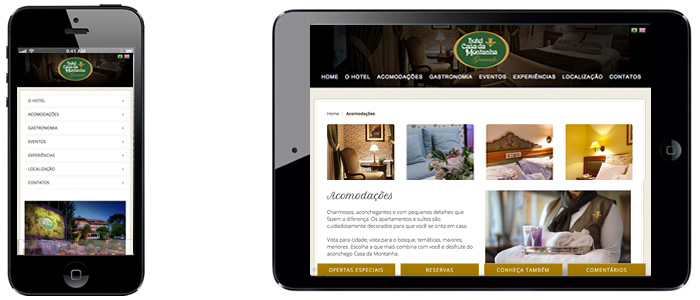 9:41 AM
Hotel
Casa da
Montanha
Gramado
O HOTEL
ACOMODAÇÕES
GASTRONOMIA
EVENTOS
EXPERIÊNCIAS
LOCALIZAÇÃO
CONTATOS
Hotel
Casa da
Montanha
Gramado
HOME O HOTEL ACOMODAÇÕES GASTRONOMIA EVENTOS EXPERIÊNCIAS LOCALIZAÇÃO CONTATOS
Home / Acomodações
Acomodações
Charmosos, aconchegantes e com pequenos detalhes que
fazem a diferença. Os apartamentos e suítes são
cuidadosamente decorados para que você se sinta em casa.
Vista para cidade, vista para o bosque, temáticas, maiores,
menores. Escolha a que mais combina com você e desfrute do
aconchego Casa da Montanha.
OFERTAS ESPECIAIS RESERVAS CONHEÇA TAMBÉM COMENTÁRIOS